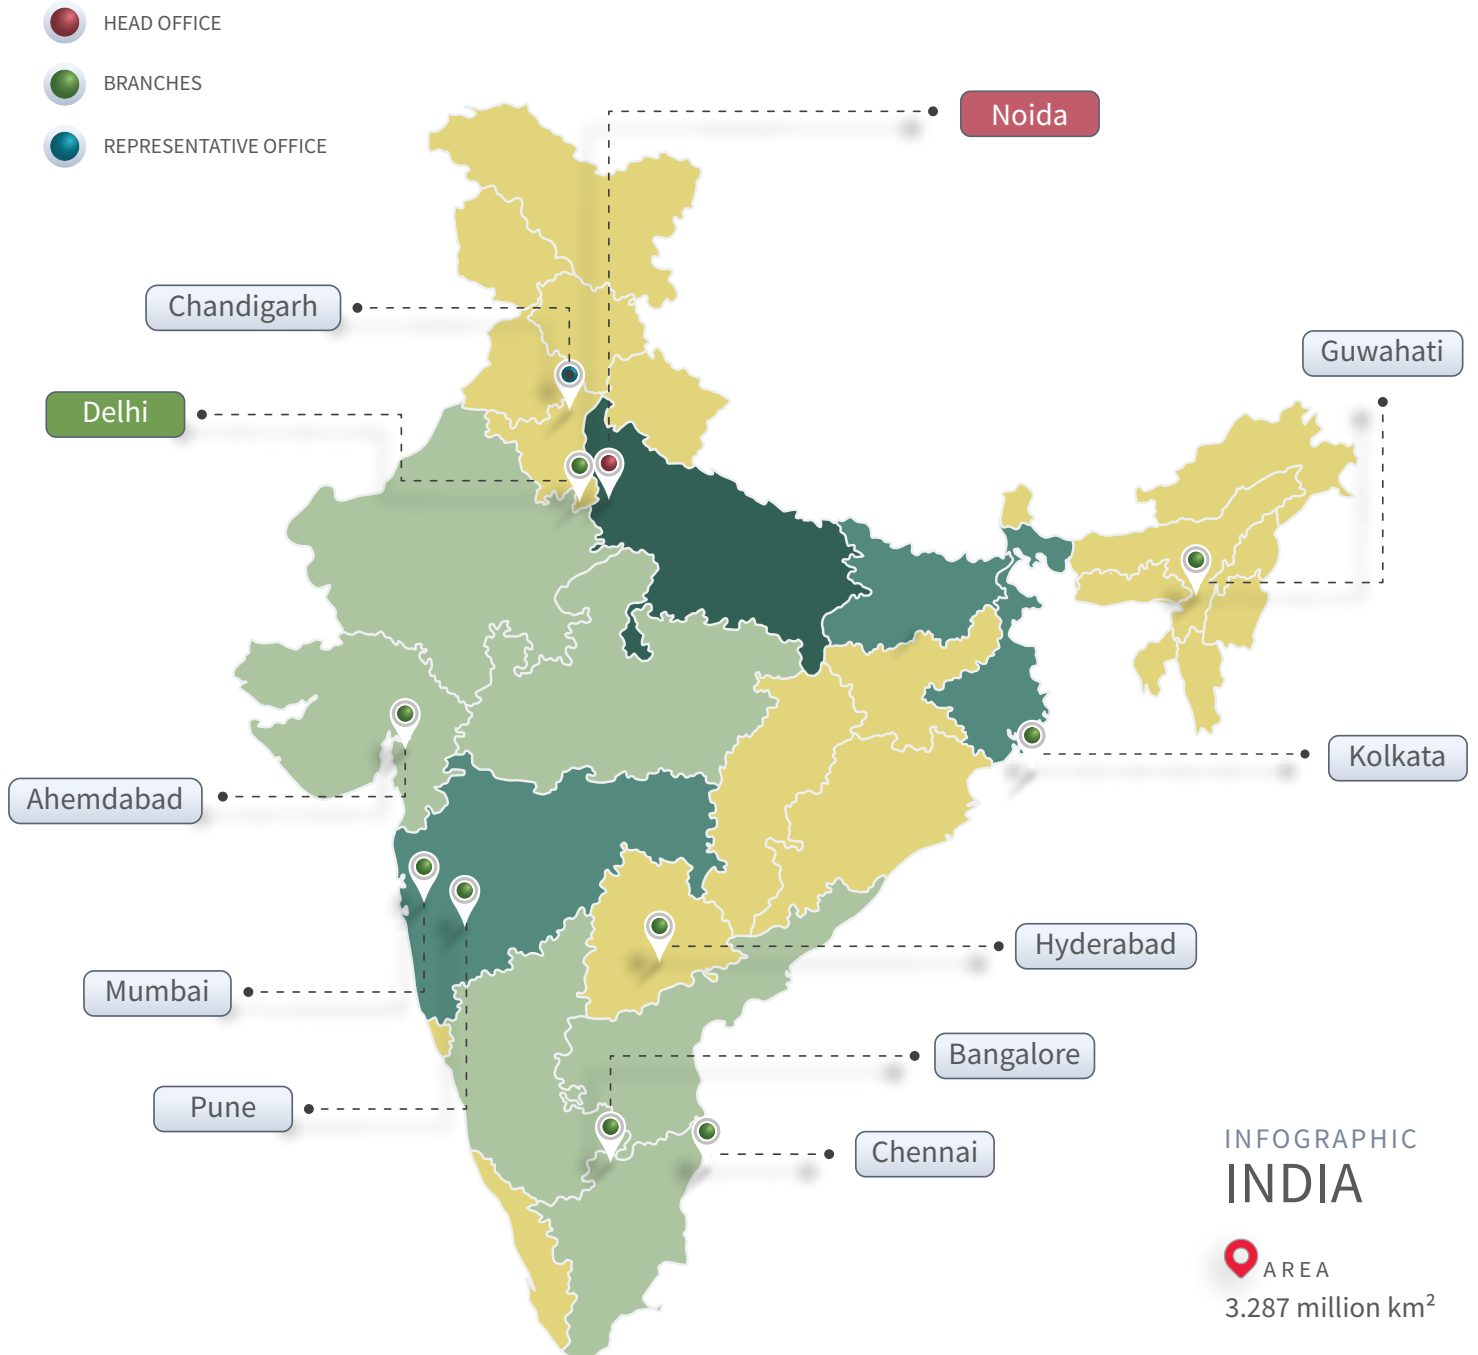 HEAD OFFICE
BRANCHES
REPRESENTATIVE OFFICE
Noida
Chandigarh
Guwahati
Delhi
Kolkata
Ahemdabad
Hyderabad
Mumbai
Bangalore
Pune
Chennai
INFOGRAPHIC
INDIA
AREA
3.287 million km²